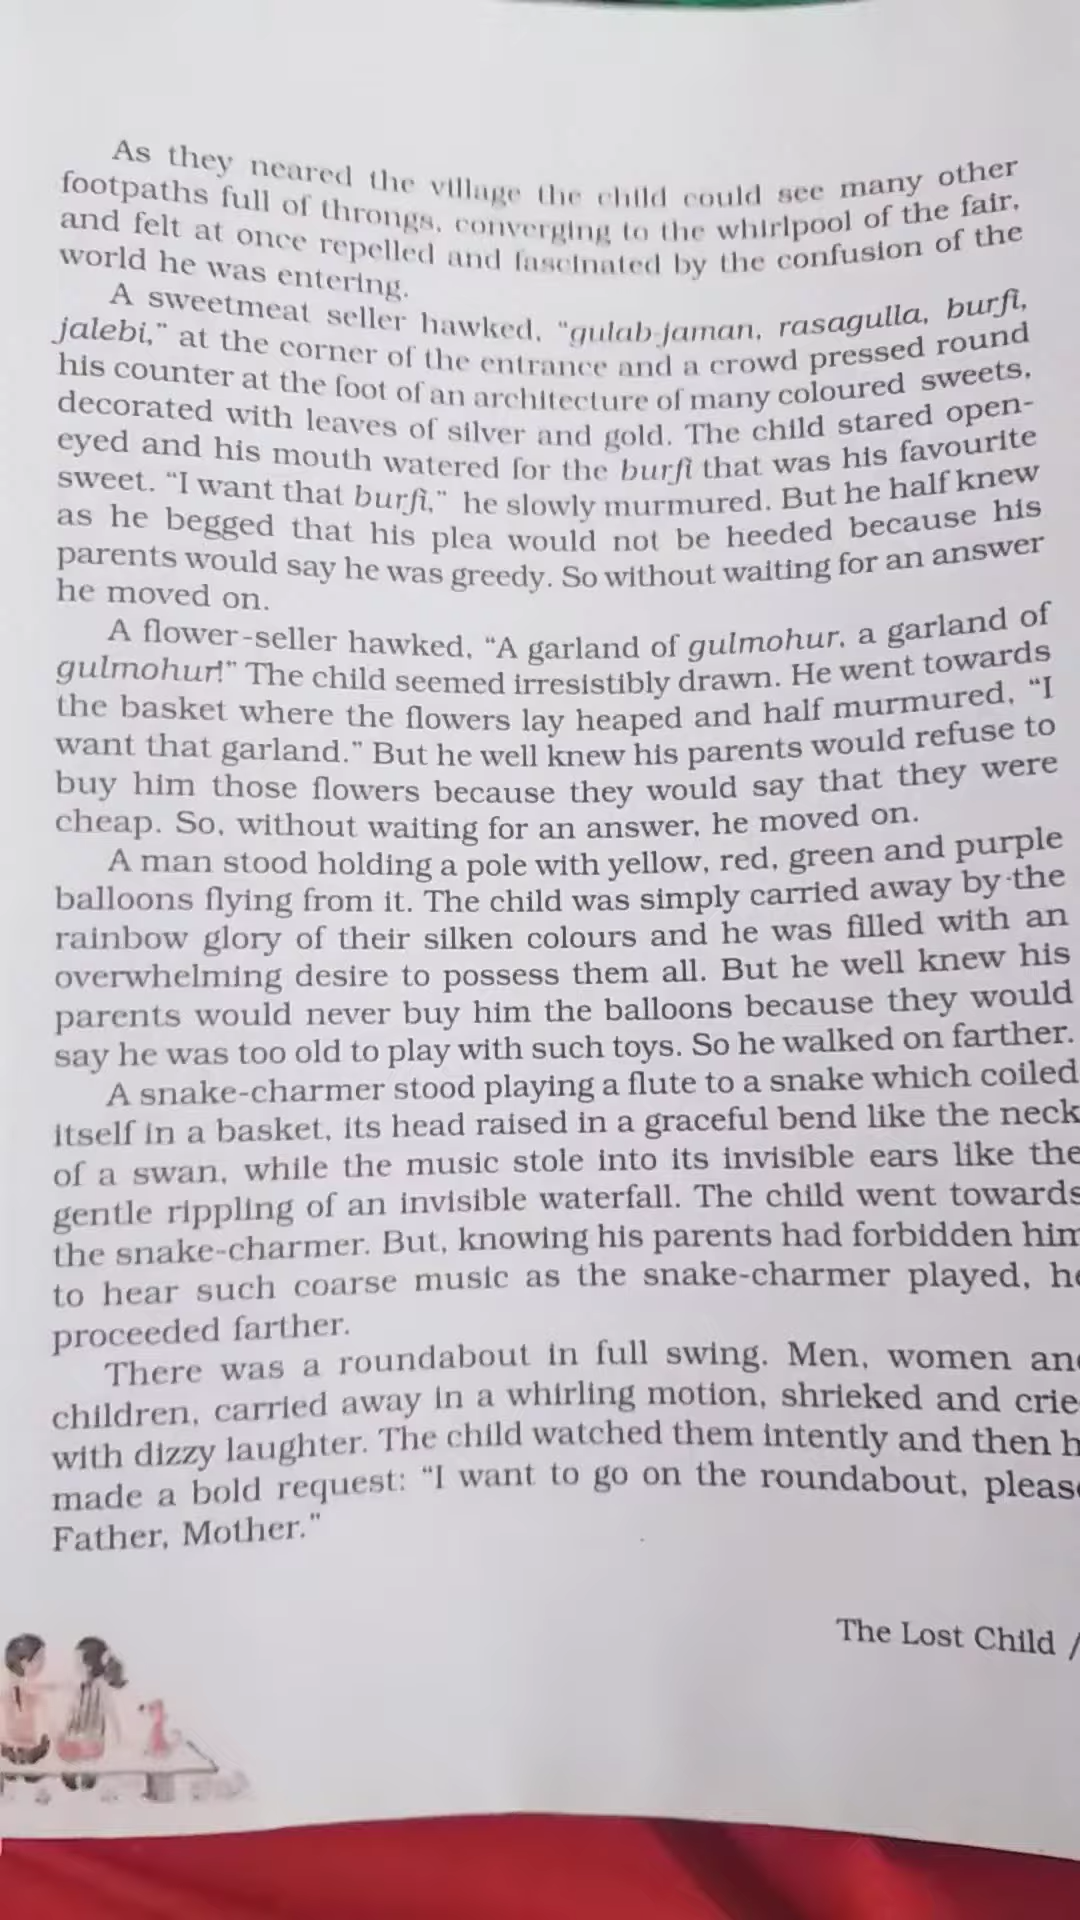 As they neared the village the child could see many other
footpaths full of throngs, converging to the whirlpool of the fair,
and felt at once repelled and fascinated by the confusion of the
world he was entering.
A sweetmeat seller hawked, “gulab-jaman, rasagulla, burfi,
jalebi,” at the corner of the entrance and a crowd pressed round
his counter at the foot of an architecture of many coloured sweets,
decorated with leaves of silver and gold. The child stared open-
eyed and his mouth watered for the burfi that was his favourite
sweet. “I want that burfi,” he slowly murmured. But he half knew
as he begged that his plea would not be heeded because his
parents would say he was greedy. So without waiting for an answer
he moved on.
A flower-seller hawked, “A garland of gulmohur, a garland of
gulmohur!” The child seemed irresistibly drawn. He went towards
the basket where the flowers lay heaped and half murmured, “I
want that garland.” But he well knew his parents would refuse to
buy him those flowers because they would say that they were
cheap. So, without waiting for an answer, he moved on.
A man stood holding a pole with yellow, red, green and purple
balloons flying from it. The child was simply carried away by the
rainbow glory of their silken colours and he was filled with an
overwhelming desire to possess them all. But he well knew his
parents would never buy him the balloons because they would
say he was too old to play with such toys. So he walked on farther.
A snake-charmer stood playing a flute to a snake which coiled
itself in a basket, its head raised in a graceful bend like the neck
of a swan, while the music stole into its invisible ears like the
gentle rippling of an invisible waterfall. The child went towards
the snake-charmer. But, knowing his parents had forbidden him
to hear such coarse music as the snake-charmer played, he
proceeded farther.
There was a roundabout in full swing. Men, women an
children, carried away in a whirling motion, shrieked and crie
with dizzy laughter. The child watched them intently and then h
made a bold request: “I want to go on the roundabout, please
Father, Mother.”
The Lost Child /